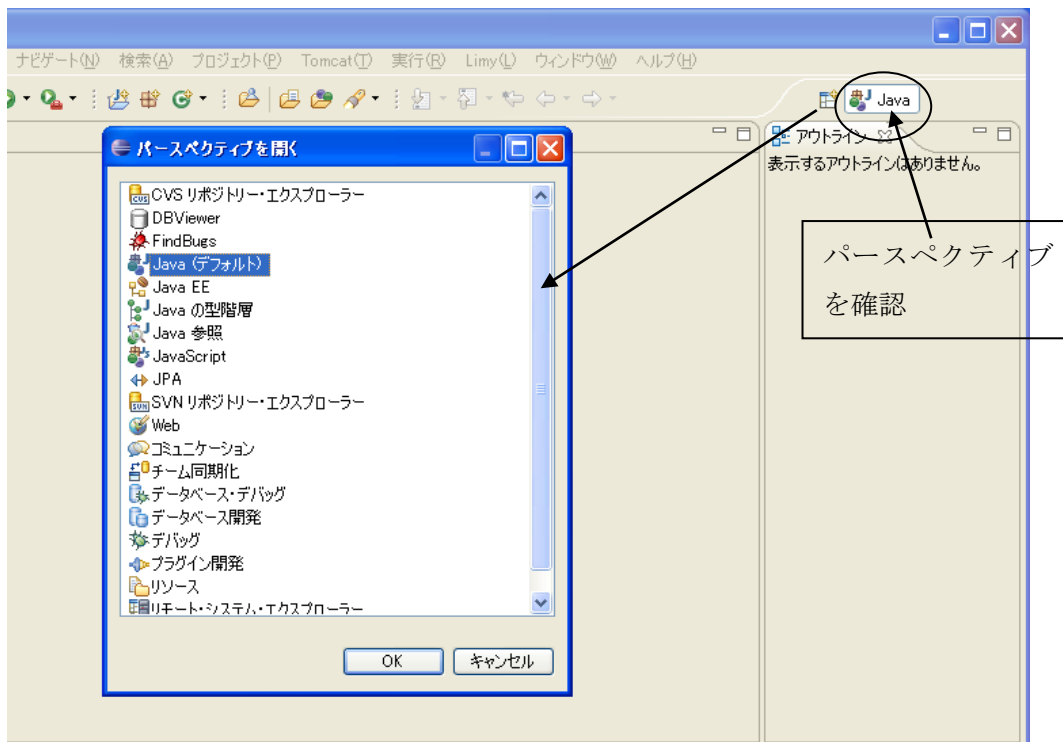 ナビゲート(N) 検索(A) プロジェクト(P) Tomcat(T) 実行(R) Limy(L) ウィンドウ(W) ヘルプ(H)
Java
パースペクティブを開く
アウトライン
表示するアウトラインはありません。
CVS リポジトリー・エクスプローラー
DBViewer
FindBugs
Java (デフォルト)
Java EE
Java の型階層
Java 参照
JavaScript
JPA
SVN リポジトリー・エクスプローラー
Web
コミュニケーション
チーム同期化
データベース・デバッグ
データベース開発
デバッグ
プラグイン開発
リソース
リモート・システム・エクスプローラー
OK キャンセル
パースペクティブ
を確認